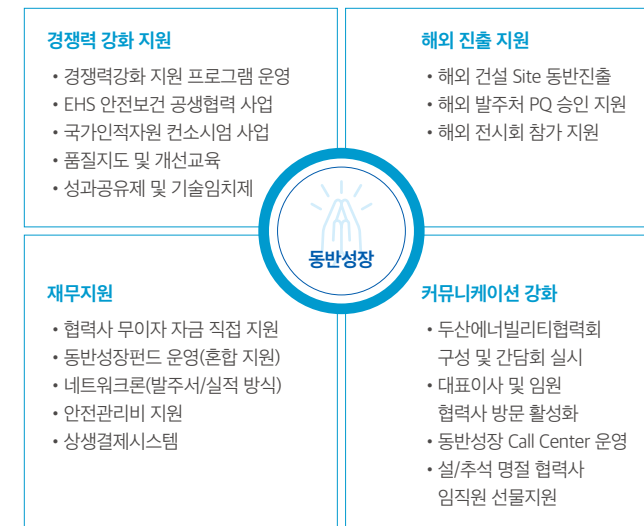 경쟁력 강화 지원
• 경쟁력강화 지원 프로그램 운영
• EHS 안전보건 공생협력 사업
• 국가인적자원 컨소시엄 사업
• 품질지도 및 개선교육
• 성과공유제 및 기술임치제
해외 진출 지원
• 해외 건설 Site 동반진출
• 해외 발주처 PQ 승인 지원
• 해외 전시회 참가 지원
동반성장
재무지원
• 협력사 무이자 자금 직접 지원
• 동반성장펀드 운영(혼합 지원)
• 네트워크론(발주서/실적 방식)
• 안전관리비 지원
• 상생결제시스템
커뮤니케이션 강화
• 두산에너빌리티협력회
구성 및 간담회 실시
• 대표이사 및 임원
협력사 방문 활성화
• 동반성장 Call Center 운영
• 설/추석 명절 협력사
임직원 선물지원